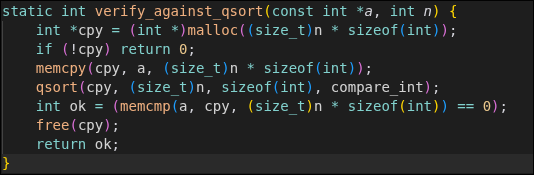 static int verify_against_qsort(const int *a, int n) {
    int *cpy = (int *)malloc((size_t)n * sizeof(int));
    if (!cpy) return 0;
    memcpy(cpy, a, (size_t)n * sizeof(int));
    qsort(cpy, (size_t)n, sizeof(int), compare_int);
    int ok = (memcmp(a, cpy, (size_t)n * sizeof(int)) == 0);
    free(cpy);
    return ok;
}